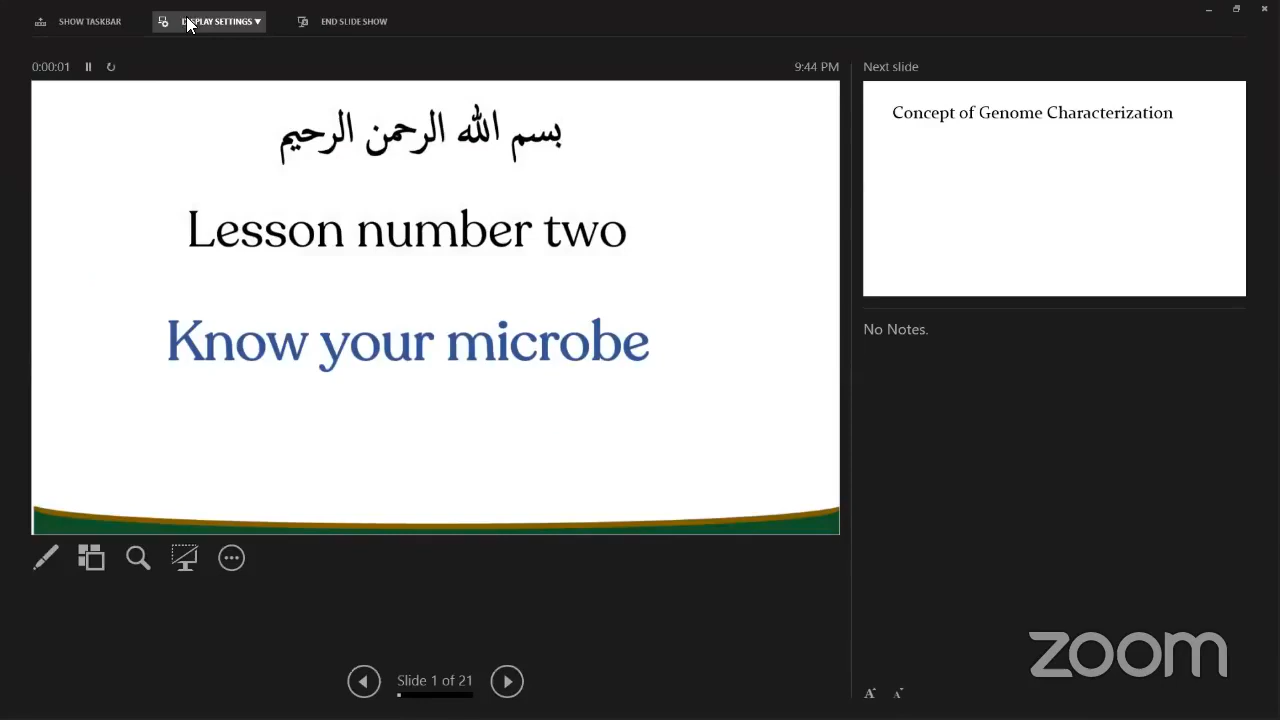 SHOW TASKBAR
DISPLAY SETTINGS ▼
END SLIDE SHOW
0:00:01
9:44 PM
Next slide
بسم الله الرحمن الرحيم
Lesson number two
Know your microbe
Concept of Genome Characterization
No Notes.
Slide 1 of 21
A A
zoom